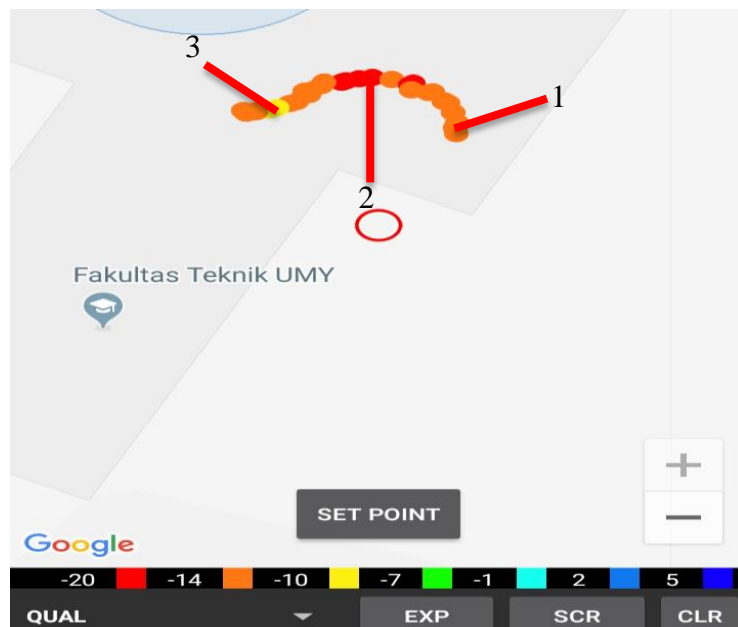 3
1
2
Fakultas Teknik UMY
SET POINT
Google
-20 -14 -10 -7 -1 2 5
QUAL EXP SCR CLR